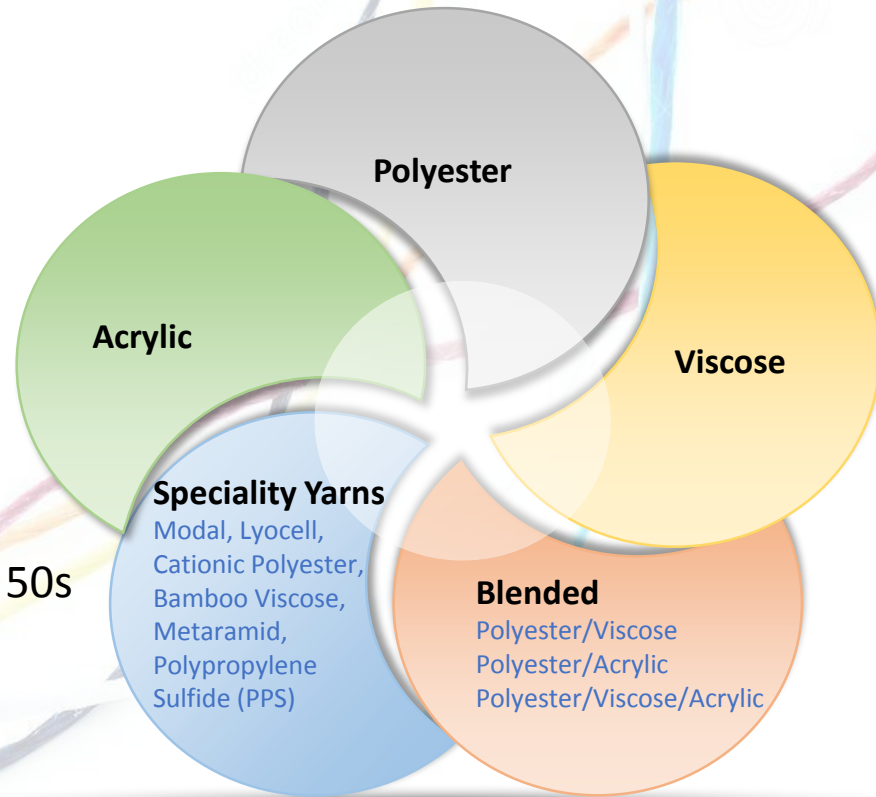 Polyester
Acrylic
Viscose
Speciality Yarns
Modal, Lyocell,
Cationic Polyester,
Bamboo Viscose,
Metaramid,
Polypropylene
Sulfide (PPS)
50s
Blended
Polyester/Viscose
Polyester/Acrylic
Polyester/Viscose/Acrylic